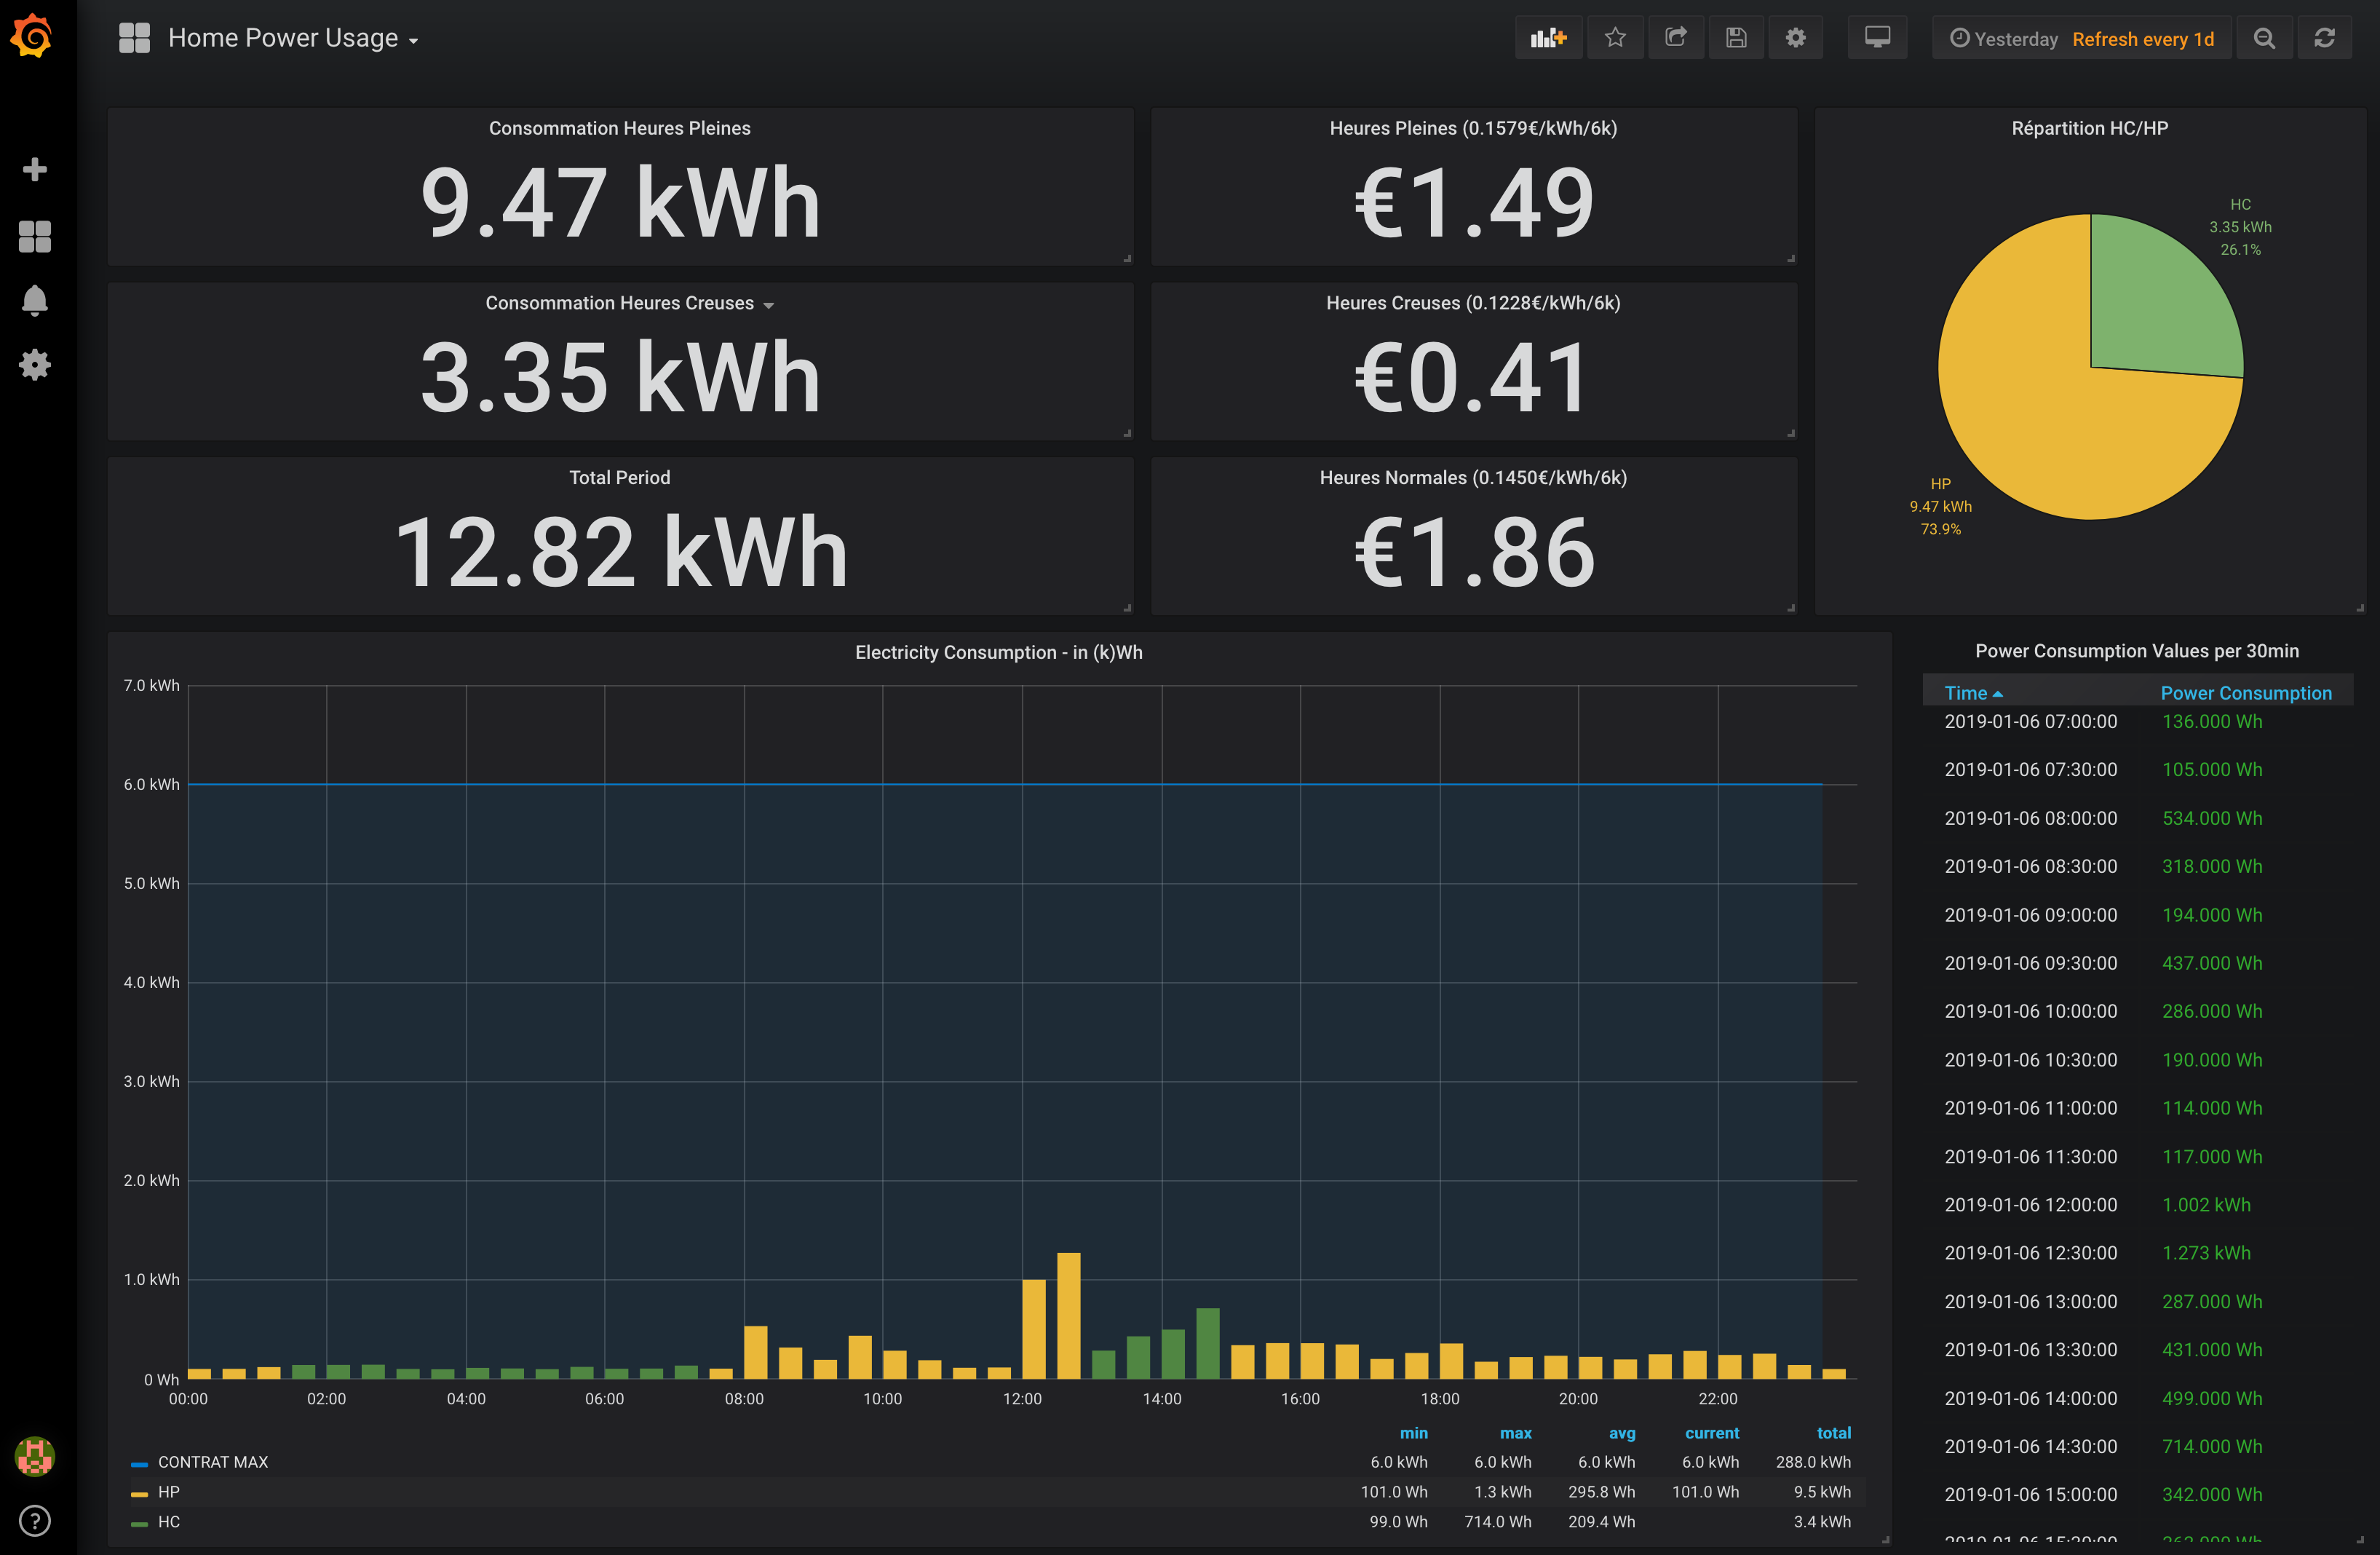 Home Power Usage
Yesterday Refresh every 1d
Consommation Heures Pleines
9.47 kWh
Heures Pleines (0.1579€/kWh/6k)
€1.49
Répartition HC/HP
HC
3.35 kWh
26.1%
HP
9.47 kWh
73.9%
Consommation Heures Creuses
3.35 kWh
Heures Creuses (0.1228€/kWh/6k)
€0.41
Total Period
12.82 kWh
Heures Normales (0.1450€/kWh/6k)
€1.86
Electricity Consumption - in (k)Wh
7.0 kWh
6.0 kWh
5.0 kWh
4.0 kWh
3.0 kWh
2.0 kWh
1.0 kWh
0 Wh
00:00 02:00 04:00 06:00 08:00 10:00 12:00 14:00 16:00 18:00 20:00 22:00
min max avg current total
CONTRAT MAX 6.0 kWh 6.0 kWh 6.0 kWh 6.0 kWh 288.0 kWh
HP 101.0 Wh 1.3 kWh 295.8 Wh 101.0 Wh 9.5 kWh
HC 99.0 Wh 714.0 Wh 209.4 Wh 3.4 kWh
Power Consumption Values per 30min
Time Power Consumption
2019-01-06 07:00:00 136.000 Wh
2019-01-06 07:30:00 105.000 Wh
2019-01-06 08:00:00 534.000 Wh
2019-01-06 08:30:00 318.000 Wh
2019-01-06 09:00:00 194.000 Wh
2019-01-06 09:30:00 437.000 Wh
2019-01-06 10:00:00 286.000 Wh
2019-01-06 10:30:00 190.000 Wh
2019-01-06 11:00:00 114.000 Wh
2019-01-06 11:30:00 117.000 Wh
2019-01-06 12:00:00 1.002 kWh
2019-01-06 12:30:00 1.273 kWh
2019-01-06 13:00:00 287.000 Wh
2019-01-06 13:30:00 431.000 Wh
2019-01-06 14:00:00 499.000 Wh
2019-01-06 14:30:00 714.000 Wh
2019-01-06 15:00:00 342.000 Wh